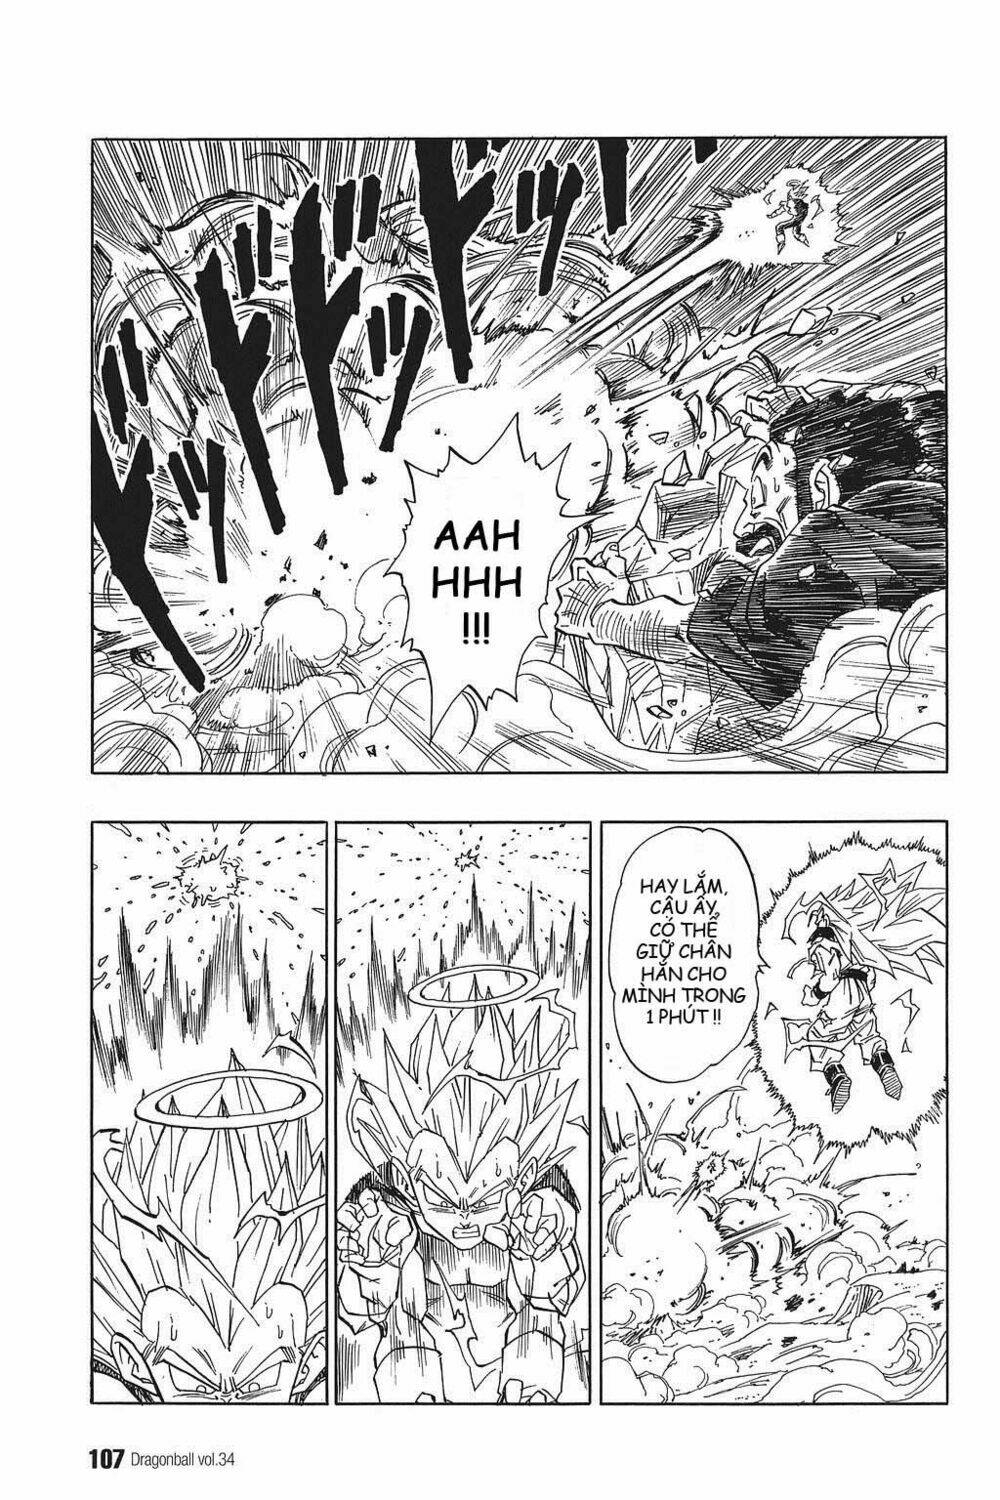 ドドドドドッドッ
AAH
HHH
!!!
HAY LẮM,
CẬU ẤY
CÓ THỂ
GIỮ CHÂN
HẮN CHO
MÌNH TRONG
1 PHÚT !!
107 Dragonball vol.34